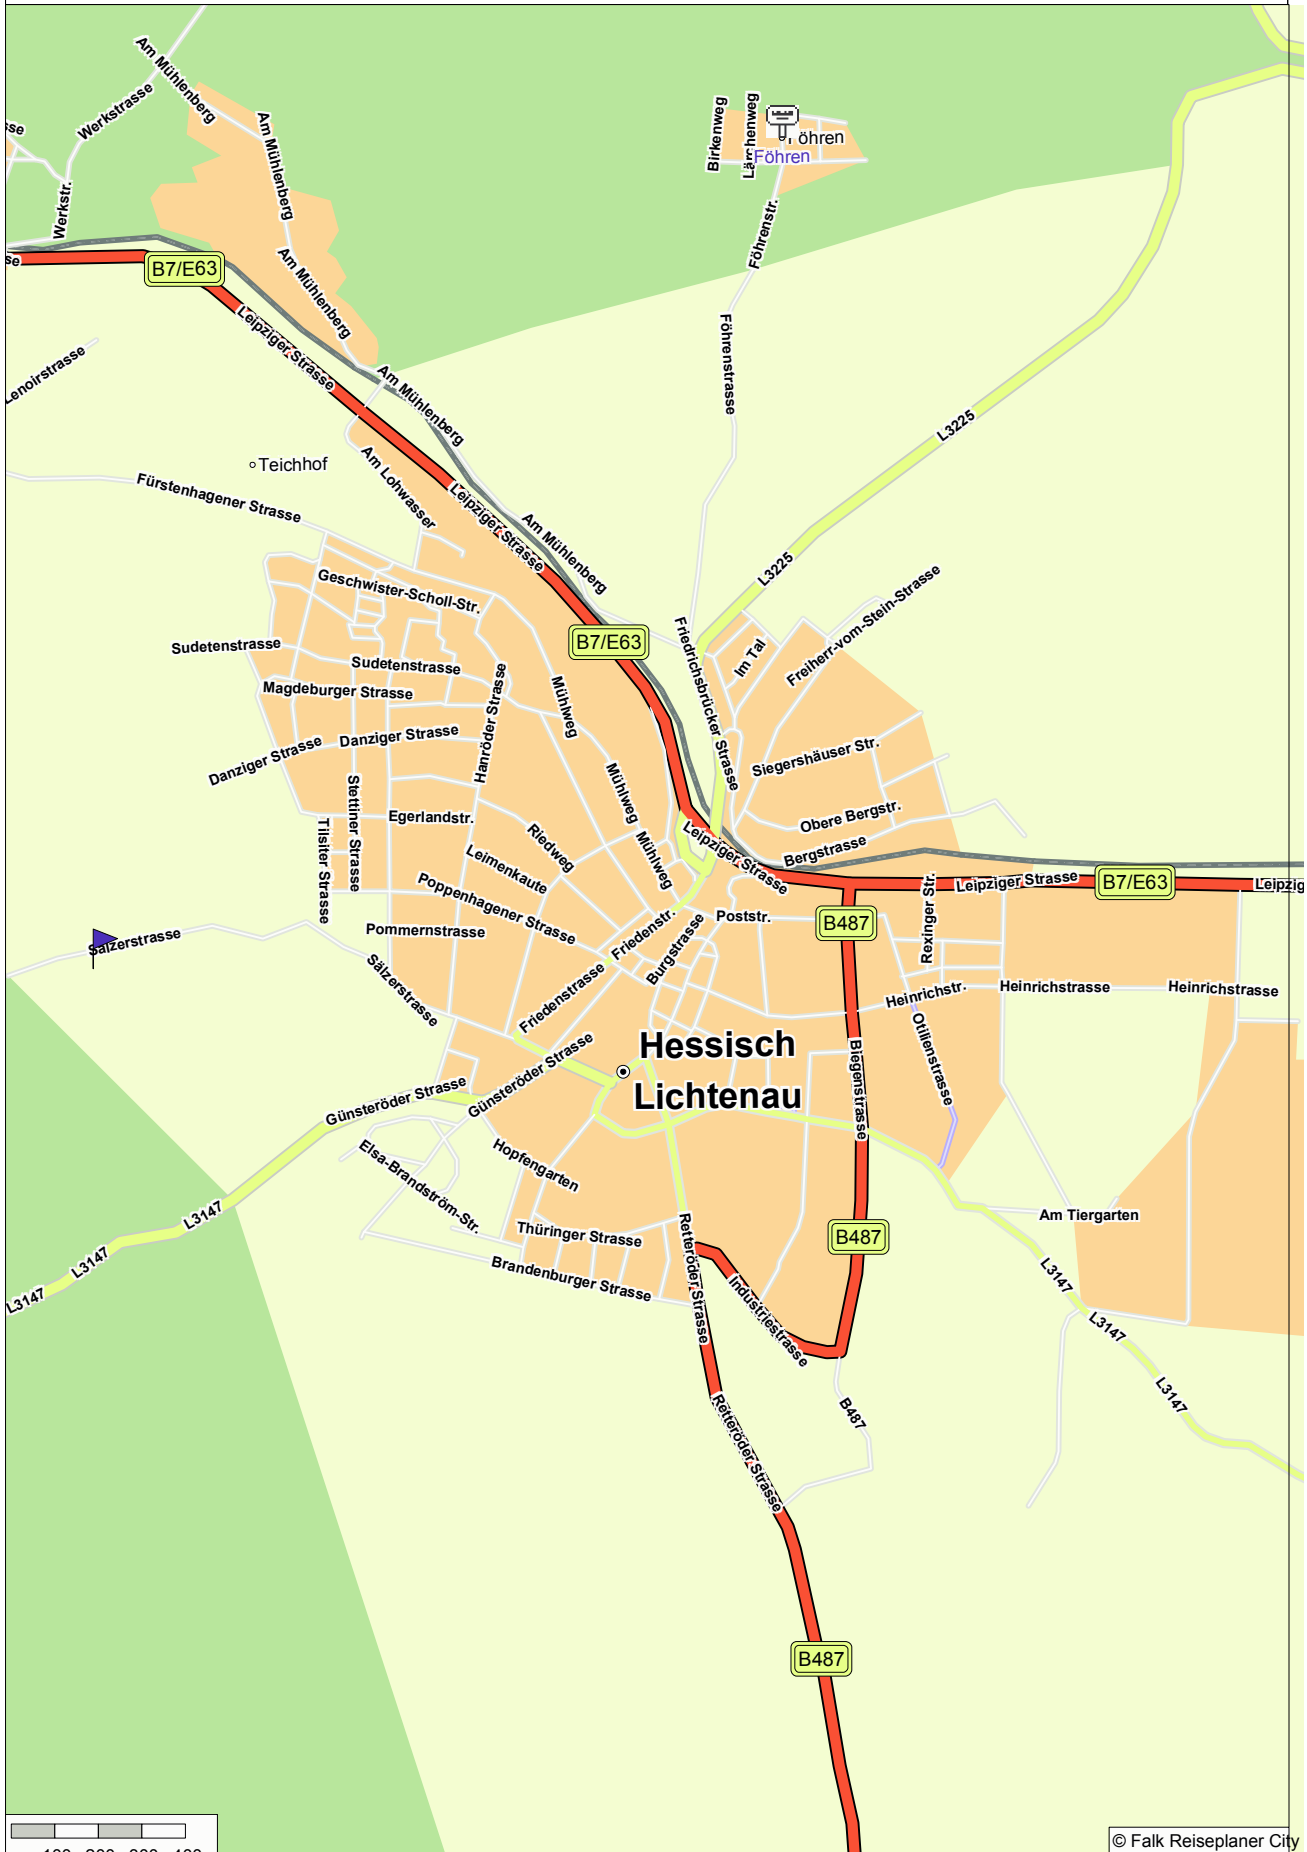 Am Mühlenberg
Werkstrasse
sse
Werkstr.
Am Mühlenberg
Birkenweg
Lärchenweg
Föhren
Föhren
Föhrenstr.
se
B7/E63
Am Mühlenberg
Leipziger Strasse
Föhrenstrasse
Lenoirstrasse
Am Mühlenberg
L3225
Teichhof
Am Lohwasser
Fürstenhagener Strasse
Leipziger Strasse
Am Mühlenberg
L3225
Geschwister-Scholl-Str.
Freiherr-vom-Stein-Strasse
B7/E63
Friedrichsbrücker Strasse
Im Tal
Sudetenstrasse
Sudetenstrasse
Magdeburger Strasse
Hanröder Strasse
Mühlweg
Danziger Strasse
Danziger Strasse
Siegershäuser Str.
Stettiner Strasse
Mühlweg
Egerlandstr.
Obere Bergstr.
Tilsiter Strasse
Riedweg
Mühlweg
Leipziger Strasse
Bergstrasse
Leimenkaute
Poppenhagener Strasse
Leipziger Strasse
B7/E63
Leipzig
Rexinger Str.
Poststr.
B487
Friedenstr.
Burgstrasse
Pommernstrasse
Sälzerstrasse
Sälzerstrasse
Friedenstrasse
Heinrichstr.
Heinrichstrasse
Heinrichstrasse
Otilienstrasse
Hessisch
Lichtenau
Biegenstrasse
Günsteröder Strasse
Günsteröder Strasse
Elsa-Brandström-Str.
Hopfengarten
L3147
Thüringer Strasse
Retteröder Strasse
B487
Am Tiergarten
L3147
Brandenburger Strasse
L3147
L3147
Industriestrasse
L3147
L3147
B487
Retteröder Strasse
B487
© Falk Reiseplaner City